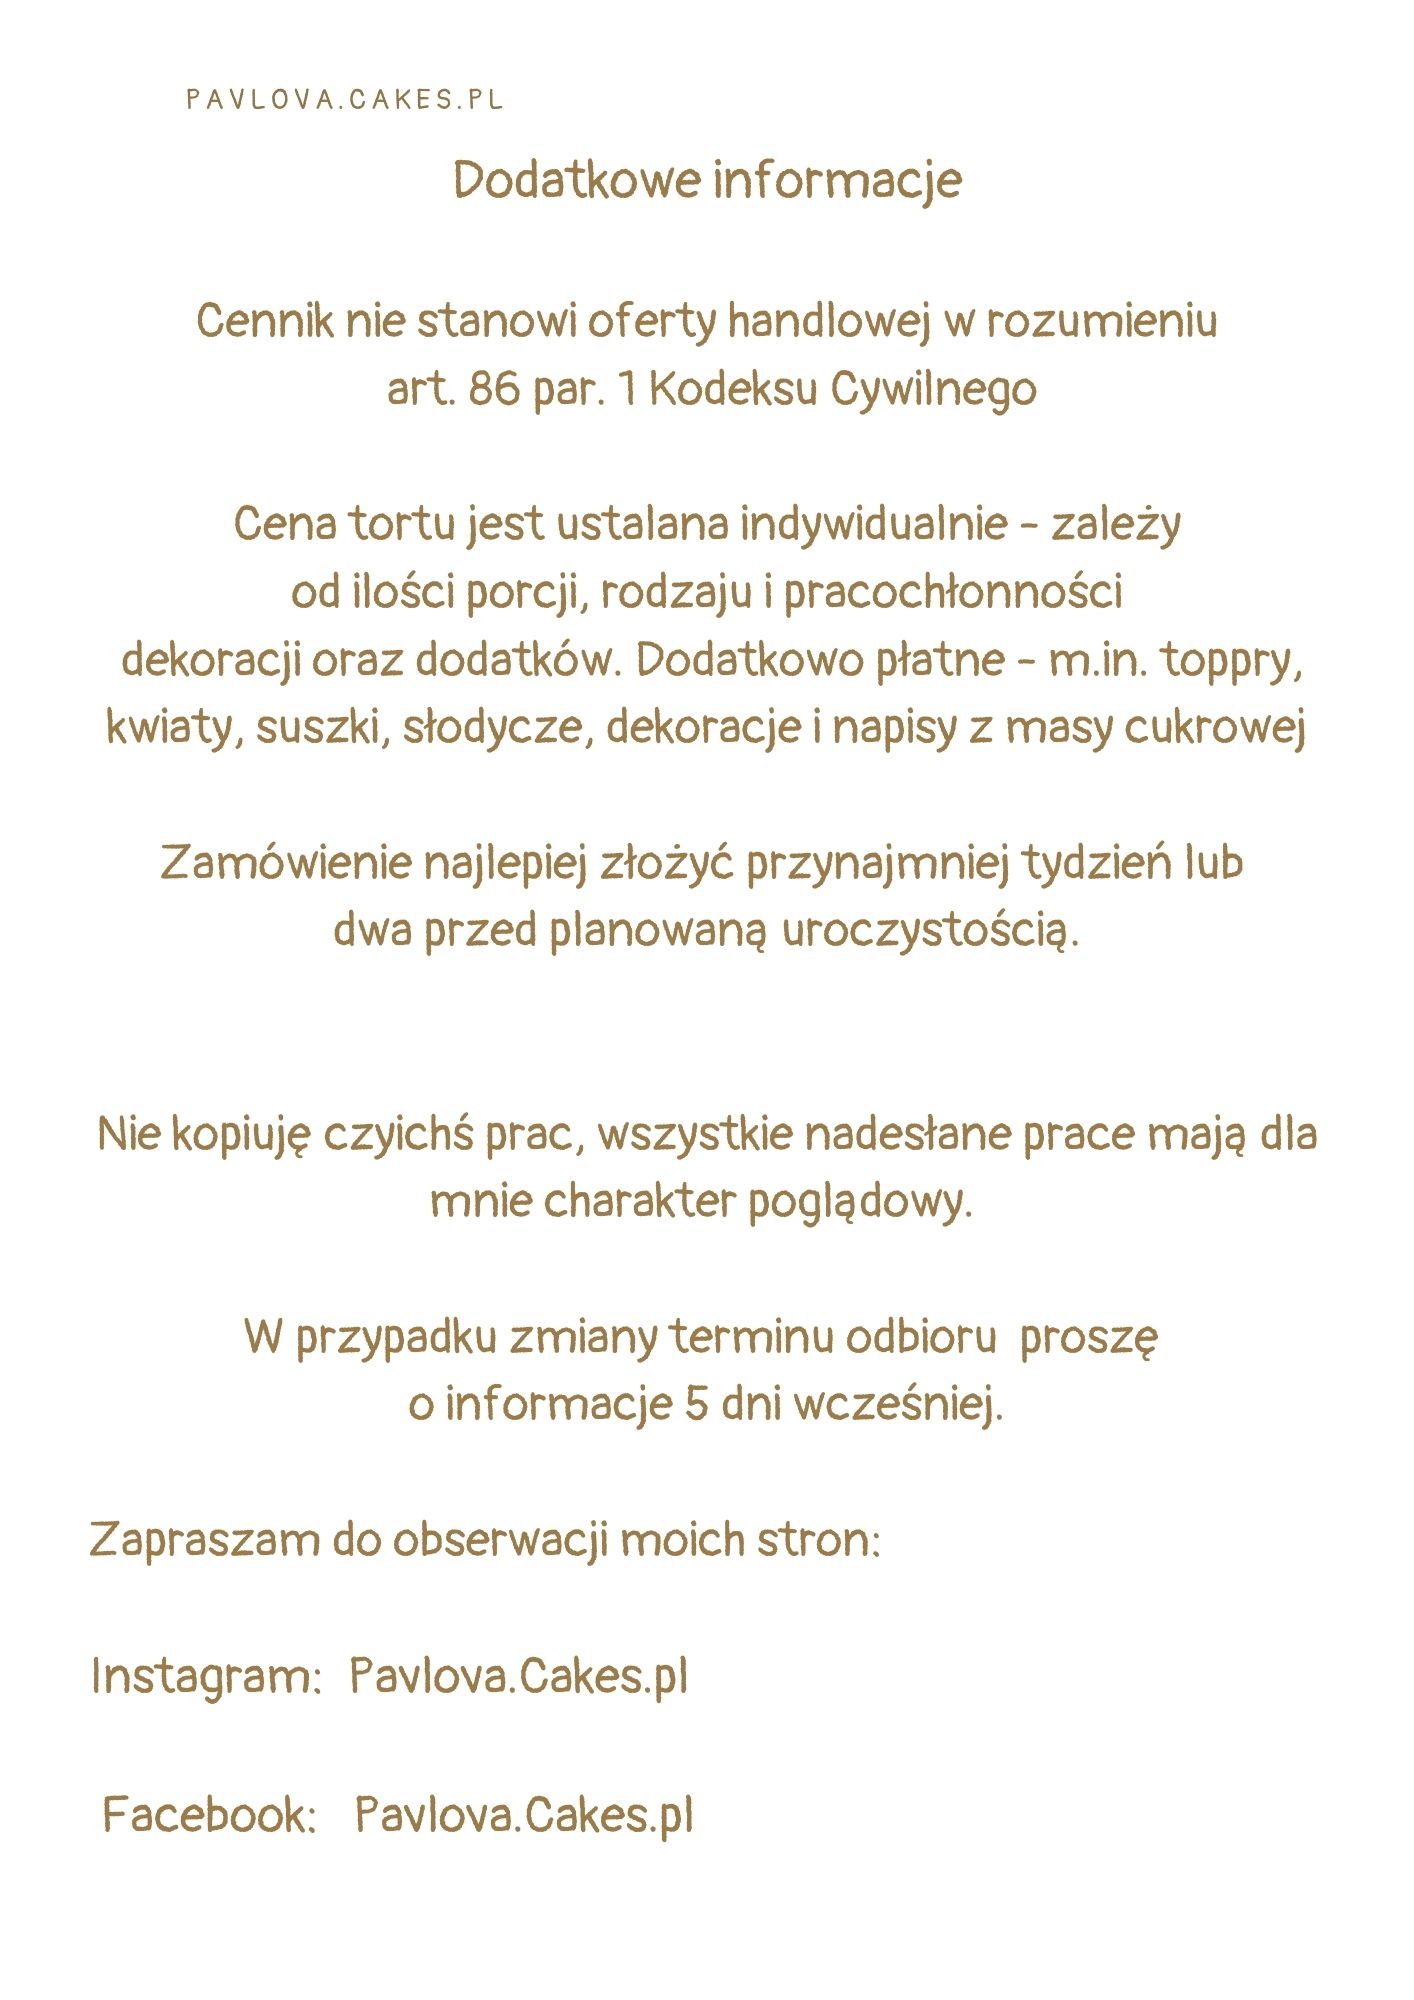 PAVLOVA.CAKES.PL
Dodatkowe informacje
Cennik nie stanowi oferty handlowej w rozumieniu
art. 86 par. 1 Kodeksu Cywilnego
Cena tortu jest ustalana indywidualnie - zależy
od ilości porcji, rodzaju i pracochłonności
dekoracji oraz dodatków. Dodatkowo płatne - m.in. toppry,
kwiaty, suszki, słodycze, dekoracje i napisy z masy cukrowej
Zamówienie najlepiej złożyć przynajmniej tydzień lub
dwa przed planowaną uroczystością.
Nie kopiuję czyichś prac, wszystkie nadesłane prace mają dla
mnie charakter poglądowy.
W przypadku zmiany terminu odbioru proszę
o informacje 5 dni wcześniej.
Zapraszam do obserwacji moich stron:
Instagram: Pavlova.Cakes.pl
Facebook: Pavlova.Cakes.pl